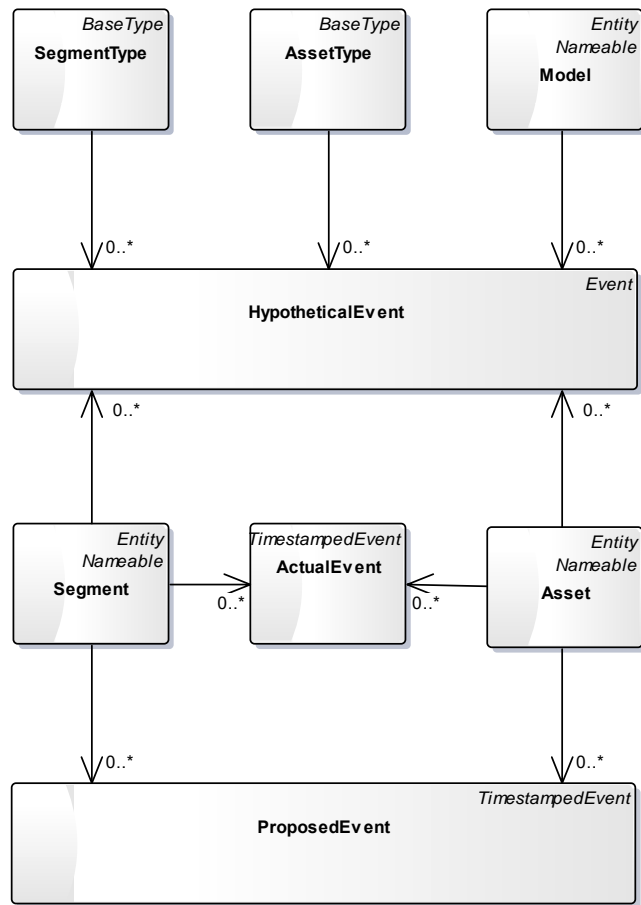 BaseType
SegmentType
BaseType
AssetType
Entity
Nameable
Model
0..*
0..*
0..*
Event
HypotheticalEvent
0..*
0..*
Entity
Nameable
Segment
TimestampedEvent
ActualEvent
Entity
Nameable
Asset
0..*
0..*
0..*
0..*
TimestampedEvent
ProposedEvent